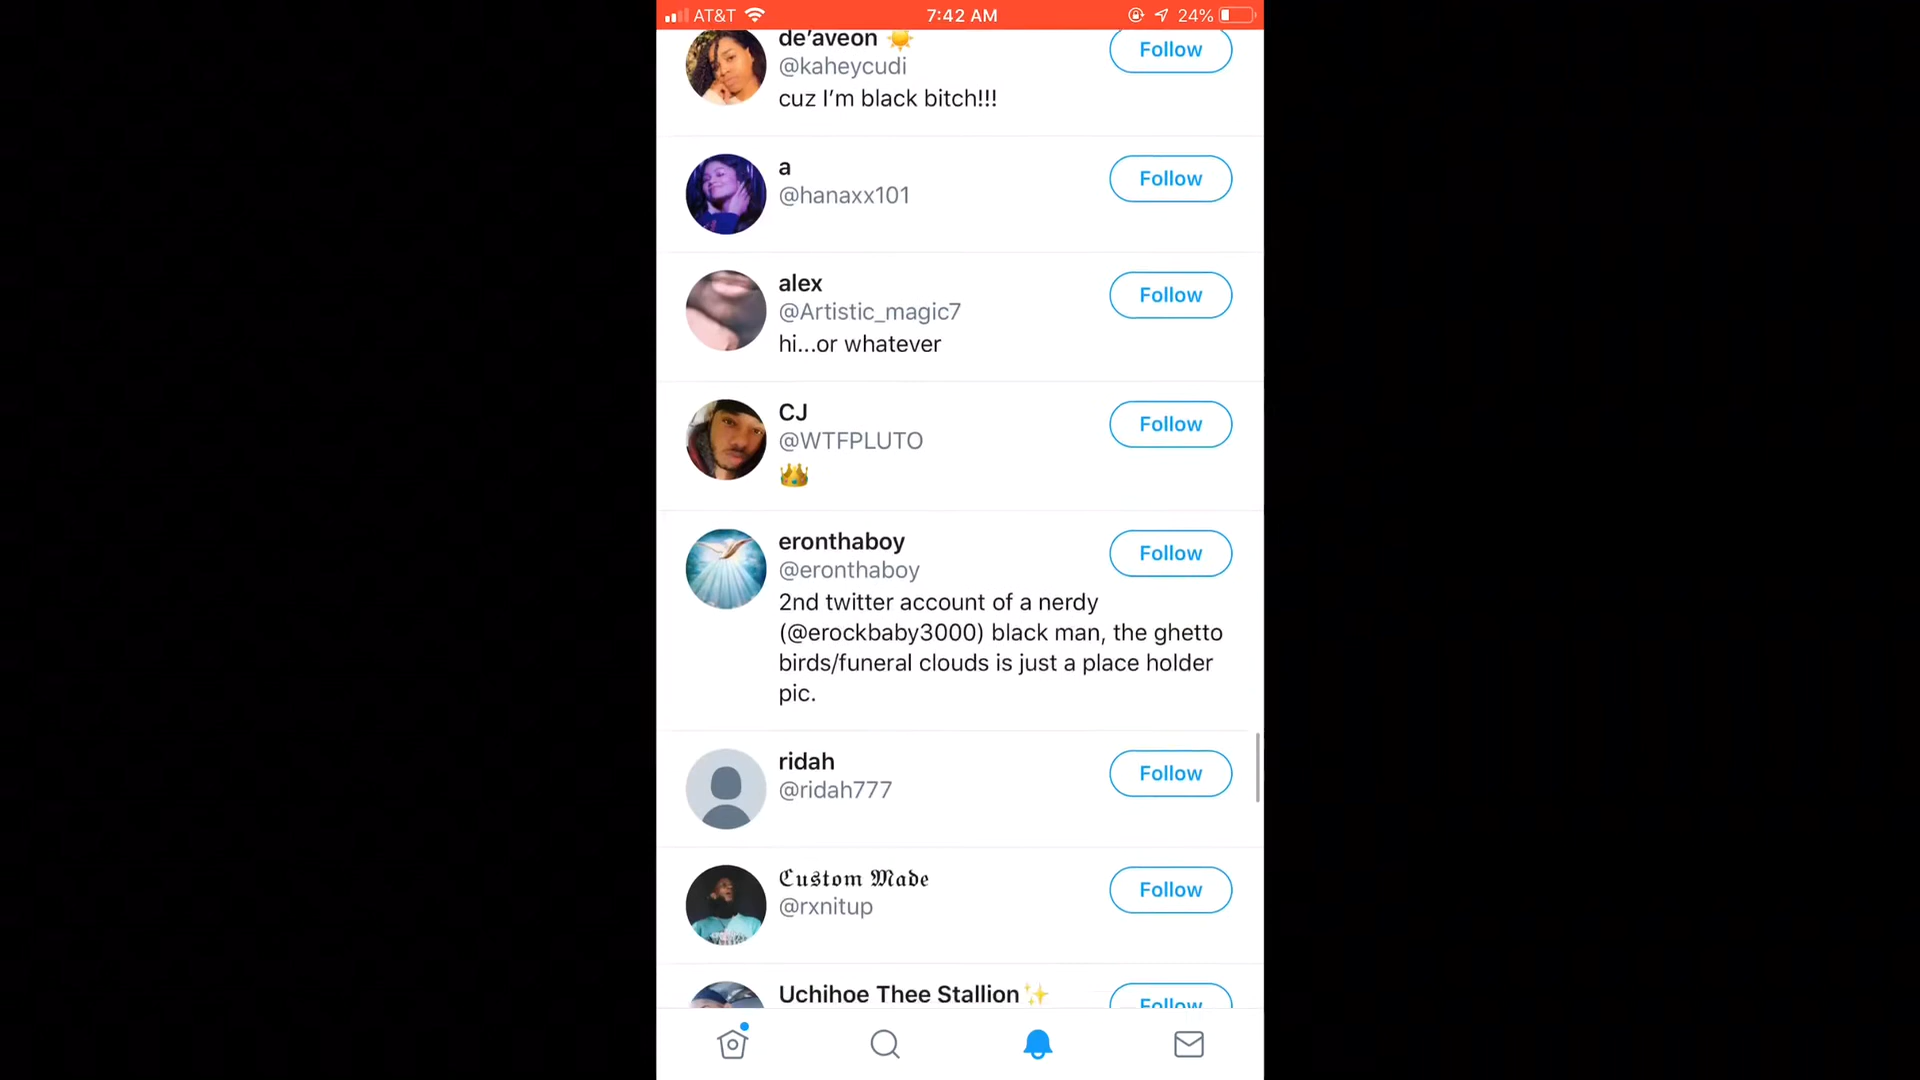 AT&T 7:42 AM 24%
de’aveon ☀️ Follow
@kaheycudi
cuz I’m black bitch!!!
a Follow
@hanaxx101
alex Follow
@Artistic_magic7
hi...or whatever
CJ Follow
@WTFPLUTO
👑
eronthaboy Follow
@eronthaboy
2nd twitter account of a nerdy
(@erockbaby3000) black man, the ghetto
birds/funeral clouds is just a place holder
pic.
ridah Follow
@ridah777
𝕮𝖚𝖘𝖙𝖔𝖒 𝕸𝖆𝖉𝖊 Follow
@rxnitup
Uchihoe Thee Stallion✨ Follow